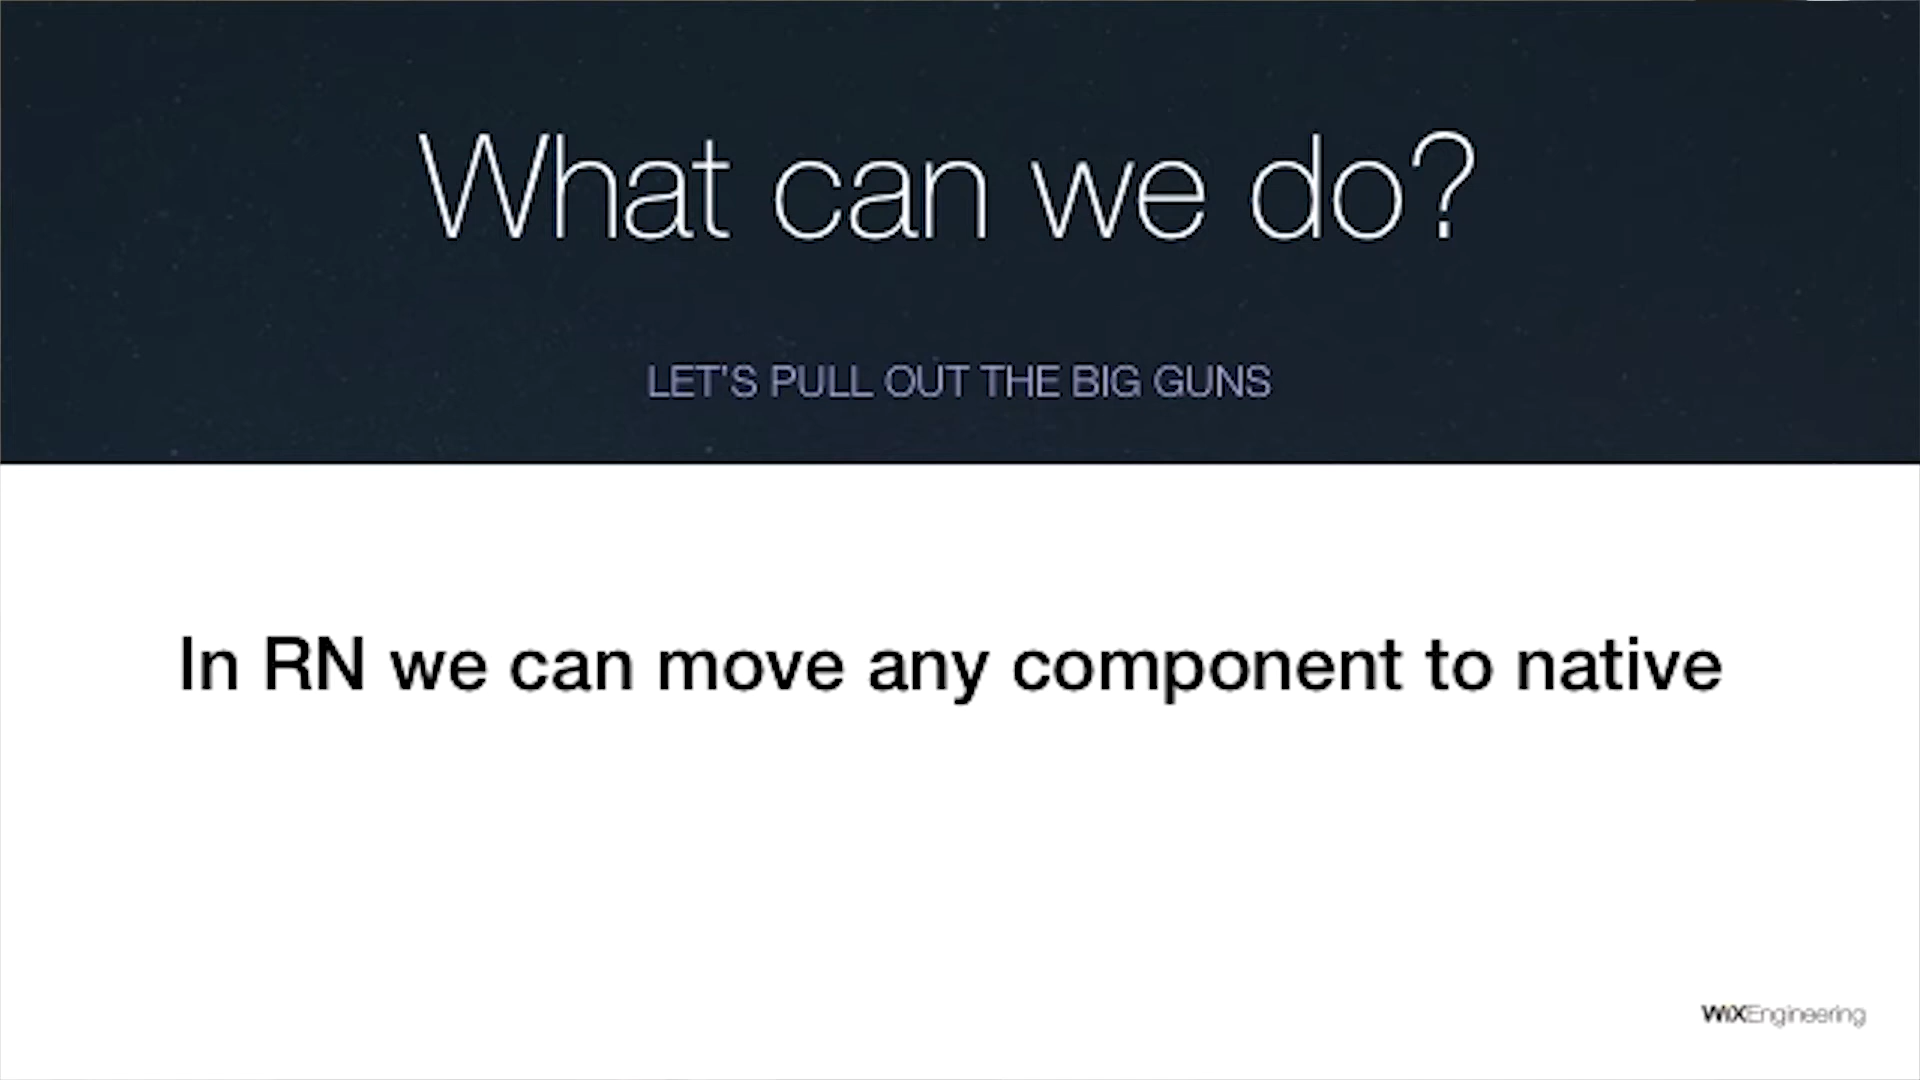 What can we do?
LET'S PULL OUT THE BIG GUNS
In RN we can move any component to native
WiXEngineering